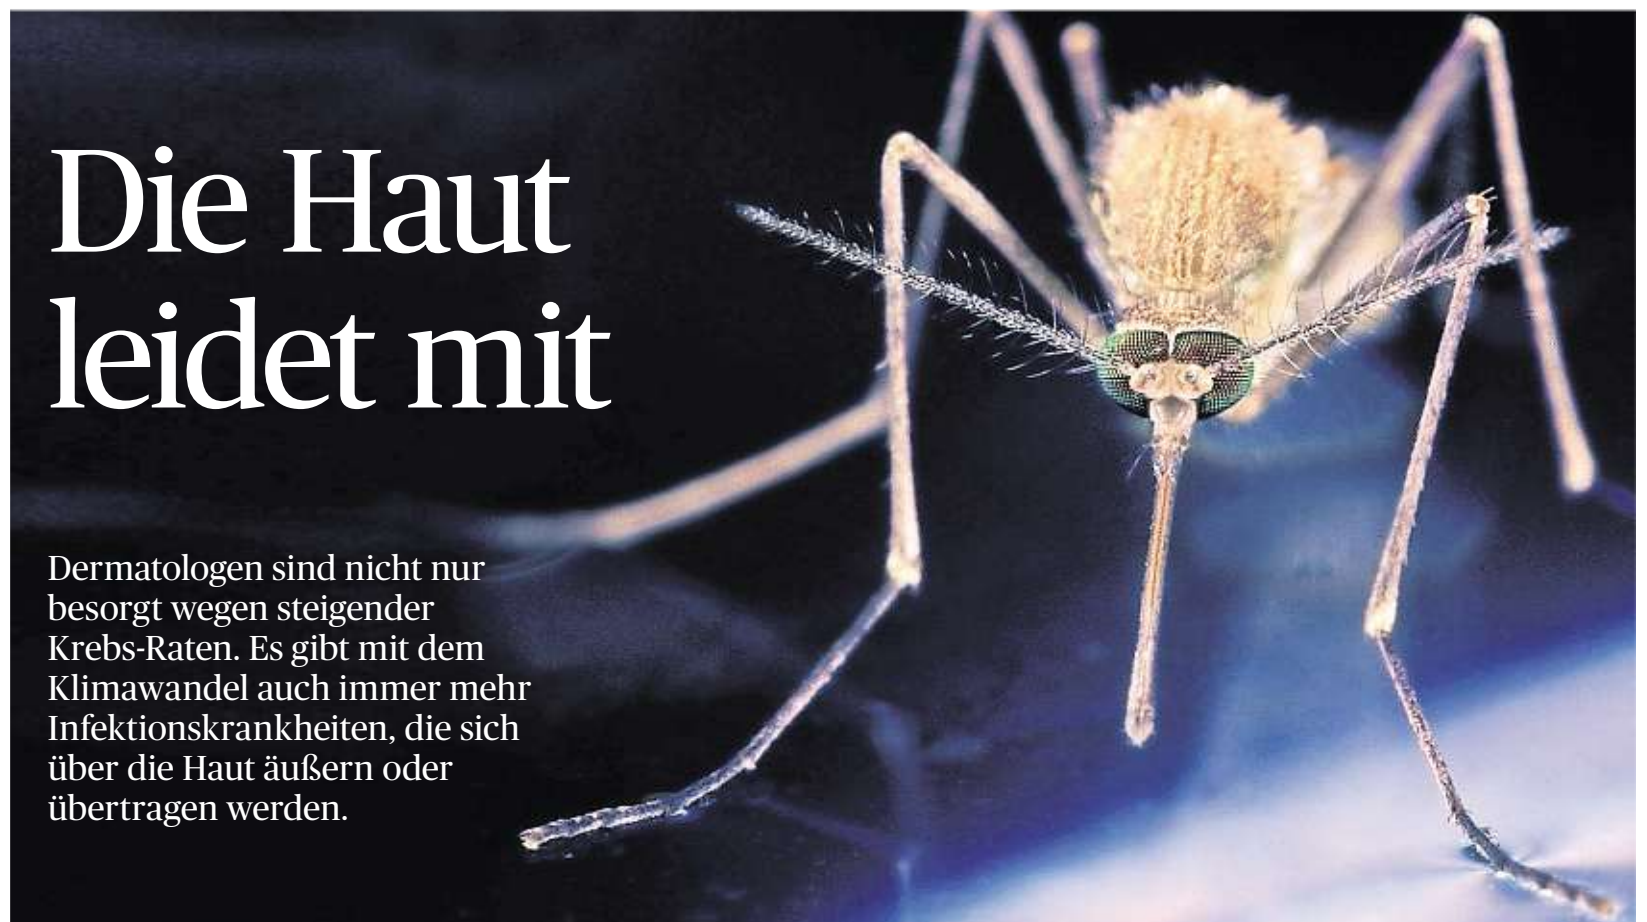 Die Haut
leidet mit
Dermatologen sind nicht nur
besorgt wegen steigender
Krebs-Raten. Es gibt mit dem
Klimawandel auch immer mehr
Infektionskrankheiten, die sich
über die Haut äußern oder
übertragen werden.